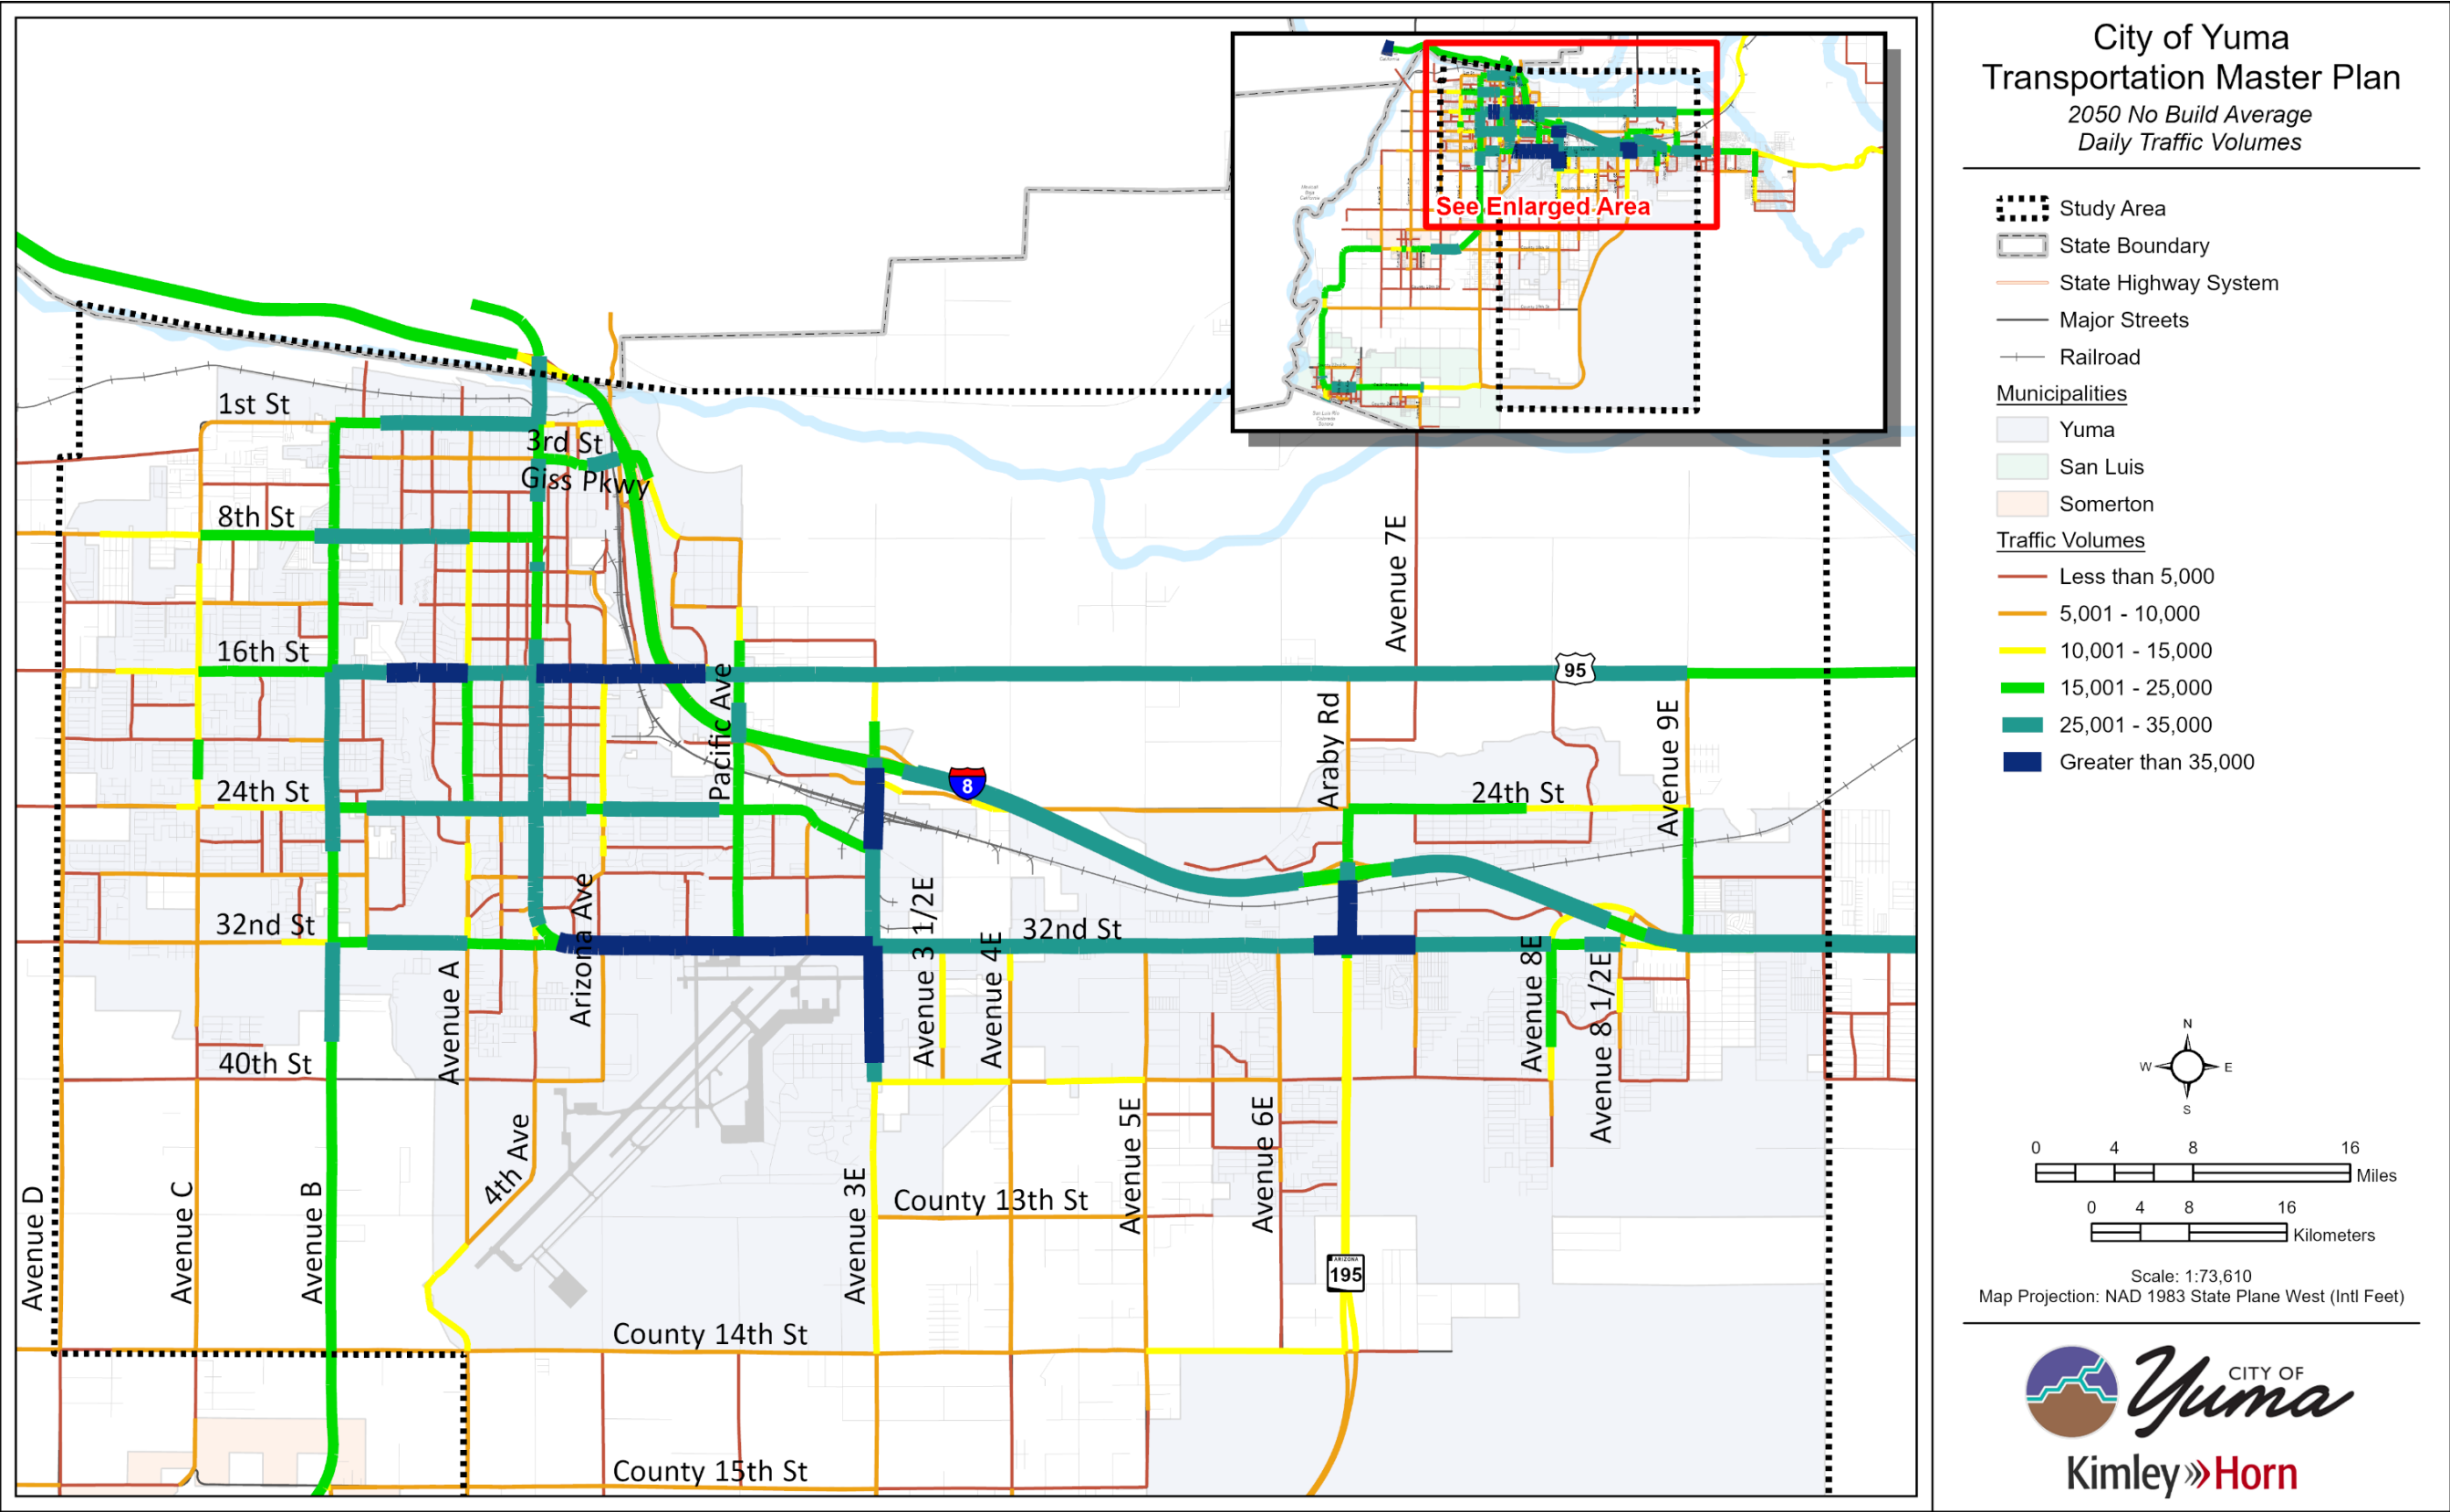 City of Yuma
Transportation Master Plan
2050 No Build Average
Daily Traffic Volumes
Study Area
State Boundary
State Highway System
Major Streets
Railroad
Municipalities
Yuma
San Luis
Somerton
Traffic Volumes
Less than 5,000
5,001 - 10,000
10,001 - 15,000
15,001 - 25,000
25,001 - 35,000
Greater than 35,000
N
W
E
S
0 4 8 16
Miles
0 4 8 16
Kilometers
Scale: 1:73,610
Map Projection: NAD 1983 State Plane West (Intl Feet)
CITY OF
Yuma
Kimley»Horn
See Enlarged Area
1st St
3rd St
Giss Pkwy
8th St
16th St
95
Avenue 7E
Pacific Ave
Araby Rd
Avenue 9E
24th St
8
24th St
32nd St
Arizona Ave
Avenue 3 1/2E
Avenue 4E
32nd St
Avenue 8E
Avenue 8 1/2E
Avenue A
40th St
4th Ave
Avenue D
Avenue C
Avenue B
Avenue 3E
County 13th St
Avenue 5E
Avenue 6E
ARIZONA
195
County 14th St
County 15th St